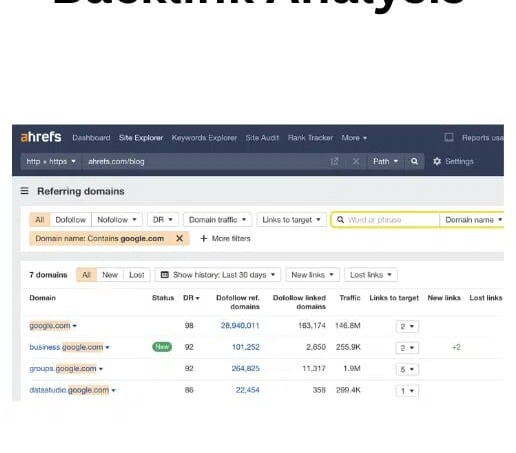 Backlink Analysis
ahrefs Dashboard Site Explorer Keywords Explorer Site Audit Rank Tracker More Reports usa
http + https ahrefs.com/blog Path Settings
Referring domains
All Dofollow Nofollow DR Domain traffic Links to target Word or phrase Domain name
Domain name: Contains google.com × + More filters
7 domains All New Lost Show history: Last 30 days New links Lost links
Domain Status DR Dofollow ref. domains Dofollow linked domains Traffic Links to target New links Lost links
google.com 98 28,940,011 163,174 146.8M 2
business.google.com New 92 101,252 2,650 255.9K 2 +2
groups.google.com 92 264,825 11,317 1.9M 5
datastudio.google.com 86 22,454 358 299.4K 1